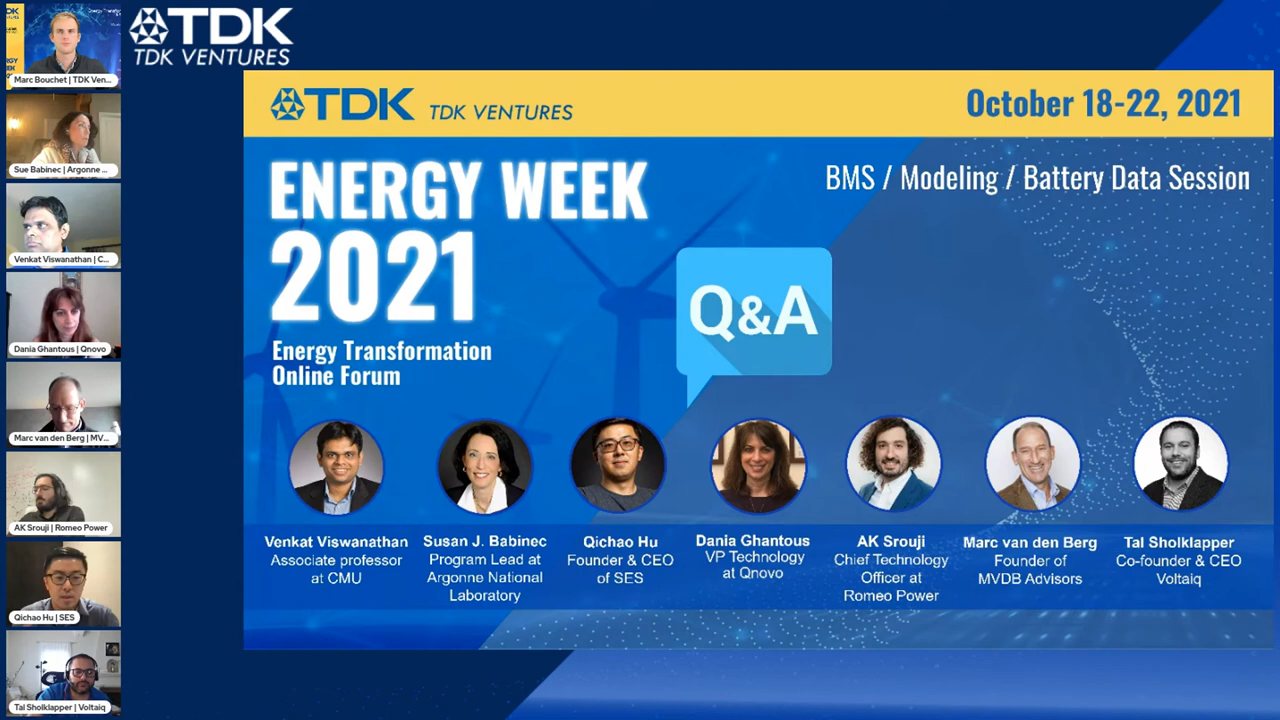 Marc Bouchet | TDK Ven...
Sue Babinec | Argonne ...
Venkat Viswanathan | C...
Dania Ghantous | Qnovo
Marc van den Berg | MV...
AK Srouji | Romeo Power
Qichao Hu | SES
Tal Sholklapper | Voltaiq
TDK
TDK VENTURES
TDK TDK VENTURES
October 18-22, 2021
ENERGY WEEK
2021
Energy Transformation
Online Forum
BMS / Modeling / Battery Data Session
Q&A
Venkat Viswanathan
Associate professor
at CMU
Susan J. Babinec
Program Lead at
Argonne National
Laboratory
Qichao Hu
Founder & CEO
of SES
Dania Ghantous
VP Technology
at Qnovo
AK Srouji
Chief Technology
Officer at
Romeo Power
Marc van den Berg
Founder of
MVDB Advisors
Tal Sholklapper
Co-founder & CEO
Voltaiq